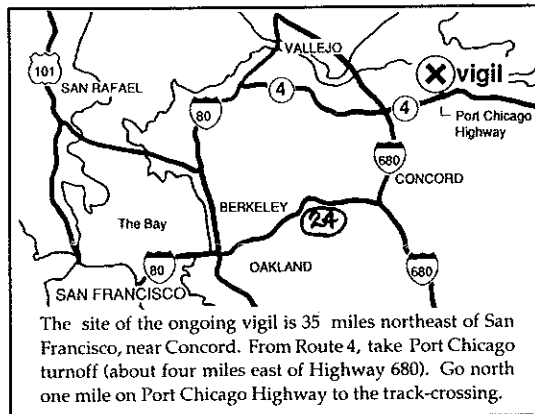 VALLEJO
101
SAN RAFAEL
vigil
4
80
4
Port Chicago
Highway
680
CONCORD
BERKELEY
24
The Bay
80
OAKLAND
680
SAN FRANCISCO
The site of the ongoing vigil is 35 miles northeast of San
Francisco, near Concord. From Route 4, take Port Chicago
turnoff (about four miles east of Highway 680). Go north
one mile on Port Chicago Highway to the track-crossing.